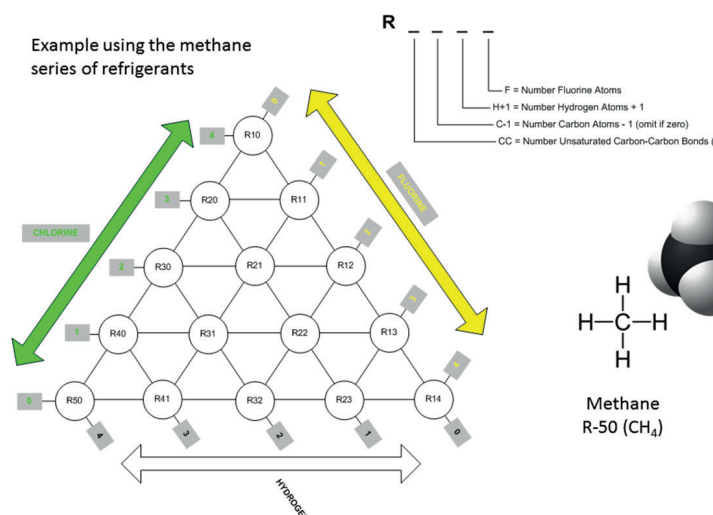 Example using the methane
series of refrigerants
R _ _ _ _
F = Number Fluorine Atoms
H+1 = Number Hydrogen Atoms + 1
C-1 = Number Carbon Atoms - 1 (omit if zero)
CC = Number Unsaturated Carbon-Carbon Bonds (
CHLORINE
FLUORINE
0
4
R10
1
3
R20
R11
2
2
R30
R21
R12
3
1
R40
R31
R22
R13
4
0
R50
R41
R32
R23
R14
4
3
2
1
0
HYDROGE
H
H—C—H
H
Methane
R-50 (CH₄)